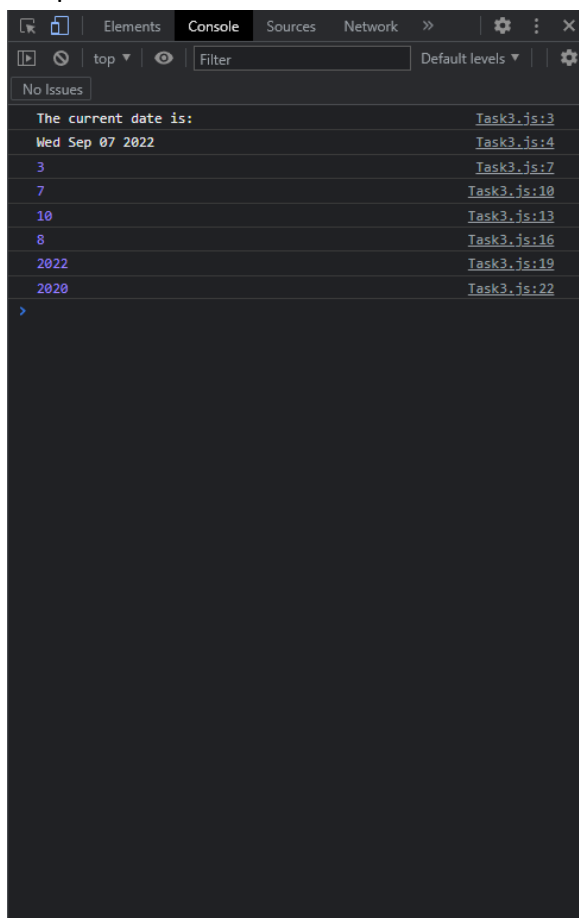 Elements Console Sources Network »
top ▼ Filter Default levels ▼
No Issues
The current date is: Task3.js:3
Wed Sep 07 2022 Task3.js:4
3 Task3.js:7
7 Task3.js:10
10 Task3.js:13
8 Task3.js:16
2022 Task3.js:19
2020 Task3.js:22
>